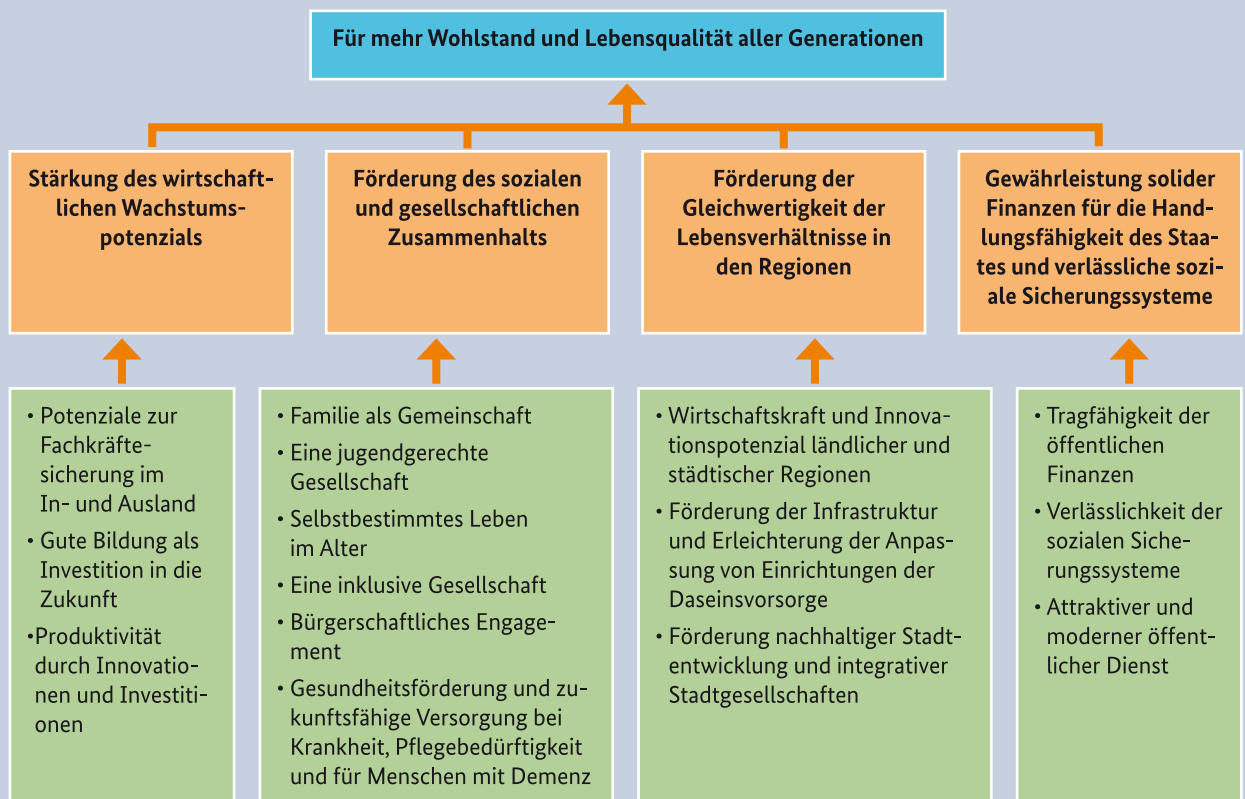 Für mehr Wohlstand und Lebensqualität aller Generationen
Stärkung des wirtschaft-
lichen Wachstums-
potenzials
Förderung des sozialen
und gesellschaftlichen
Zusammenhalts
Förderung der
Gleichwertigkeit der
Lebensverhältnisse in
den Regionen
Gewährleistung solider
Finanzen für die Hand-
lungsfähigkeit des Staa-
tes und verlässliche sozi-
ale Sicherungssysteme
• Potenziale zur
Fachkräfte-
sicherung im
In- und Ausland
• Gute Bildung als
Investition in die
Zukunft
•Produktivität
durch Innovatio-
nen und Investiti-
onen
• Familie als Gemeinschaft
• Eine jugendgerechte
Gesellschaft
• Selbstbestimmtes Leben
im Alter
• Eine inklusive Gesellschaft
• Bürgerschaftliches Engage-
ment
• Gesundheitsförderung und zu-
kunftsfähige Versorgung bei
Krankheit, Pflegebedürftigkeit
und für Menschen mit Demenz
• Wirtschaftskraft und Innova-
tionspotenzial ländlicher und
städtischer Regionen
• Förderung der Infrastruktur
und Erleichterung der Anpas-
sung von Einrichtungen der
Daseinsvorsorge
• Förderung nachhaltiger Stadt-
entwicklung und integrativer
Stadtgesellschaften
• Tragfähigkeit der
öffentlichen
Finanzen
• Verlässlichkeit der
sozialen Siche-
rungssysteme
• Attraktiver und
moderner öffent-
licher Dienst